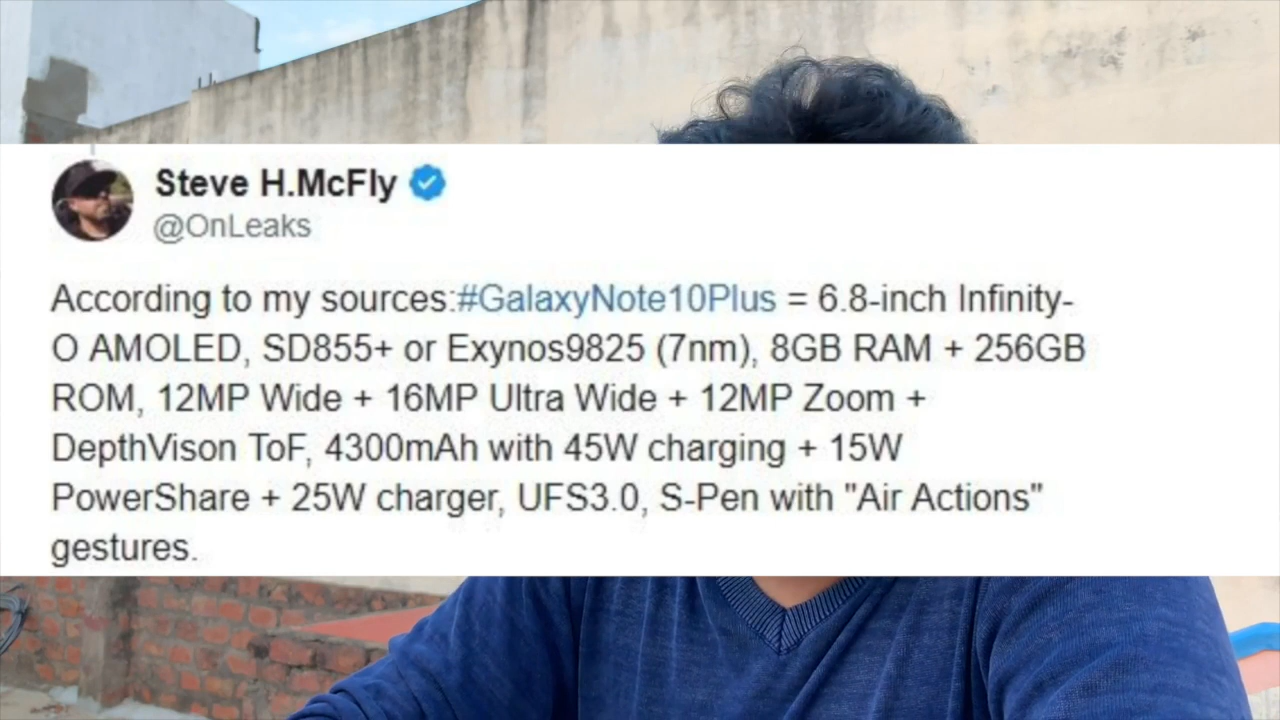 Steve H.McFly
@OnLeaks
According to my sources:#GalaxyNote10Plus = 6.8-inch Infinity-
O AMOLED, SD855+ or Exynos9825 (7nm), 8GB RAM + 256GB
ROM, 12MP Wide + 16MP Ultra Wide + 12MP Zoom +
DepthVison ToF, 4300mAh with 45W charging + 15W
PowerShare + 25W charger, UFS3.0, S-Pen with "Air Actions"
gestures.